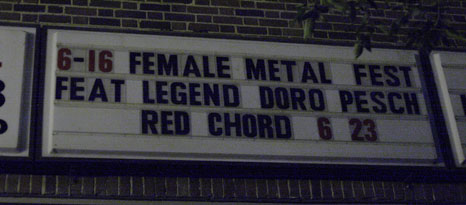 6-16 FEMALE METAL FEST
FEAT LEGEND DORO PESCH
RED CHORD 6 23